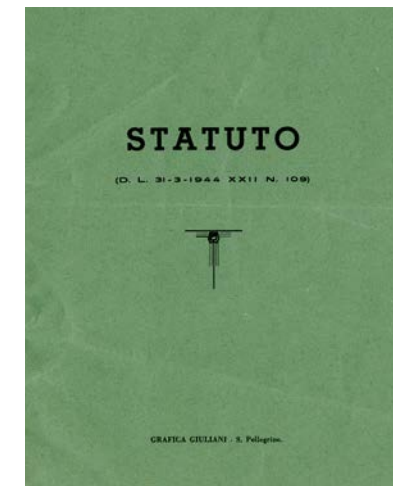 STATUTO
(D. L. 31-3-1944 XXII N. 109)
GRAFICA GIULIANI - S. Pellegrino.